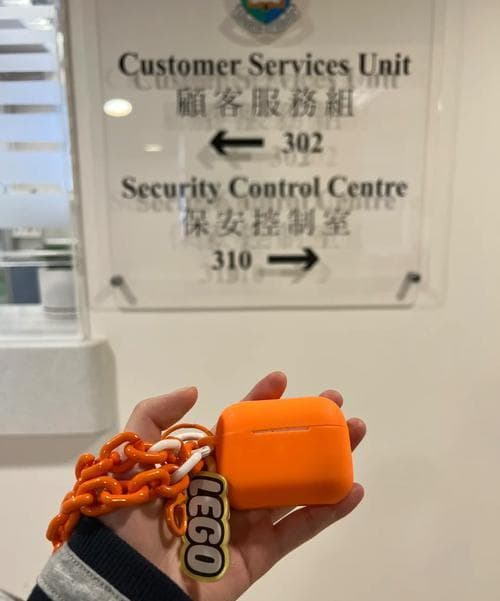 Customer Services Unit
顧客服務組
← 302
Security Control Centre
保安控制室
310 →
LEGO